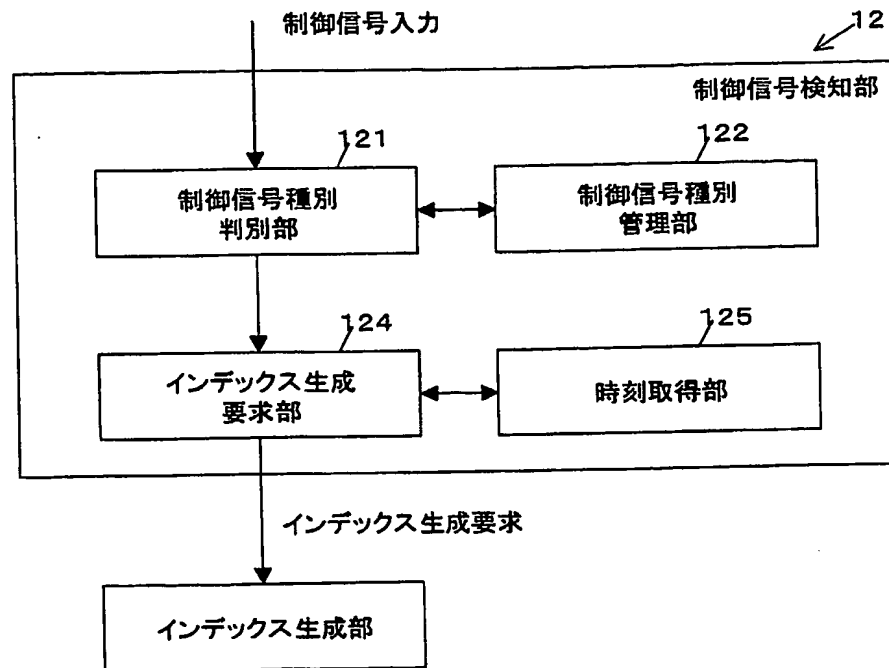 制御信号入力
12
制御信号検知部
121
122
制御信号種別
判別部
制御信号種別
管理部
124
125
インデックス生成
要求部
時刻取得部
インデックス生成要求
インデックス生成部